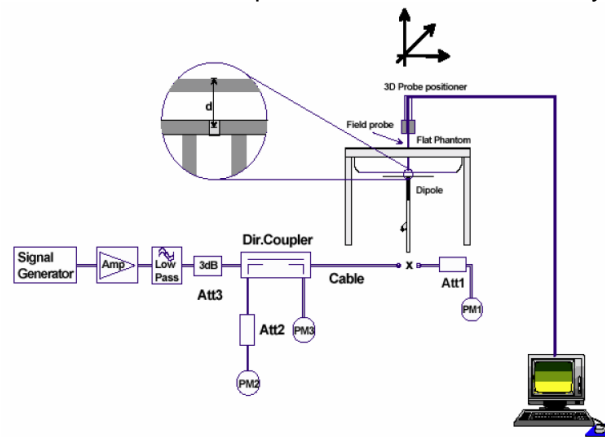 3D Probe positioner
d
Field probe
Flat Phantom
Dipole
Dir.Coupler
Signal
Generator
Amp
Low
Pass
3dB
Cable
x
Att1
Att3
PM1
Att2
PM3
PM2